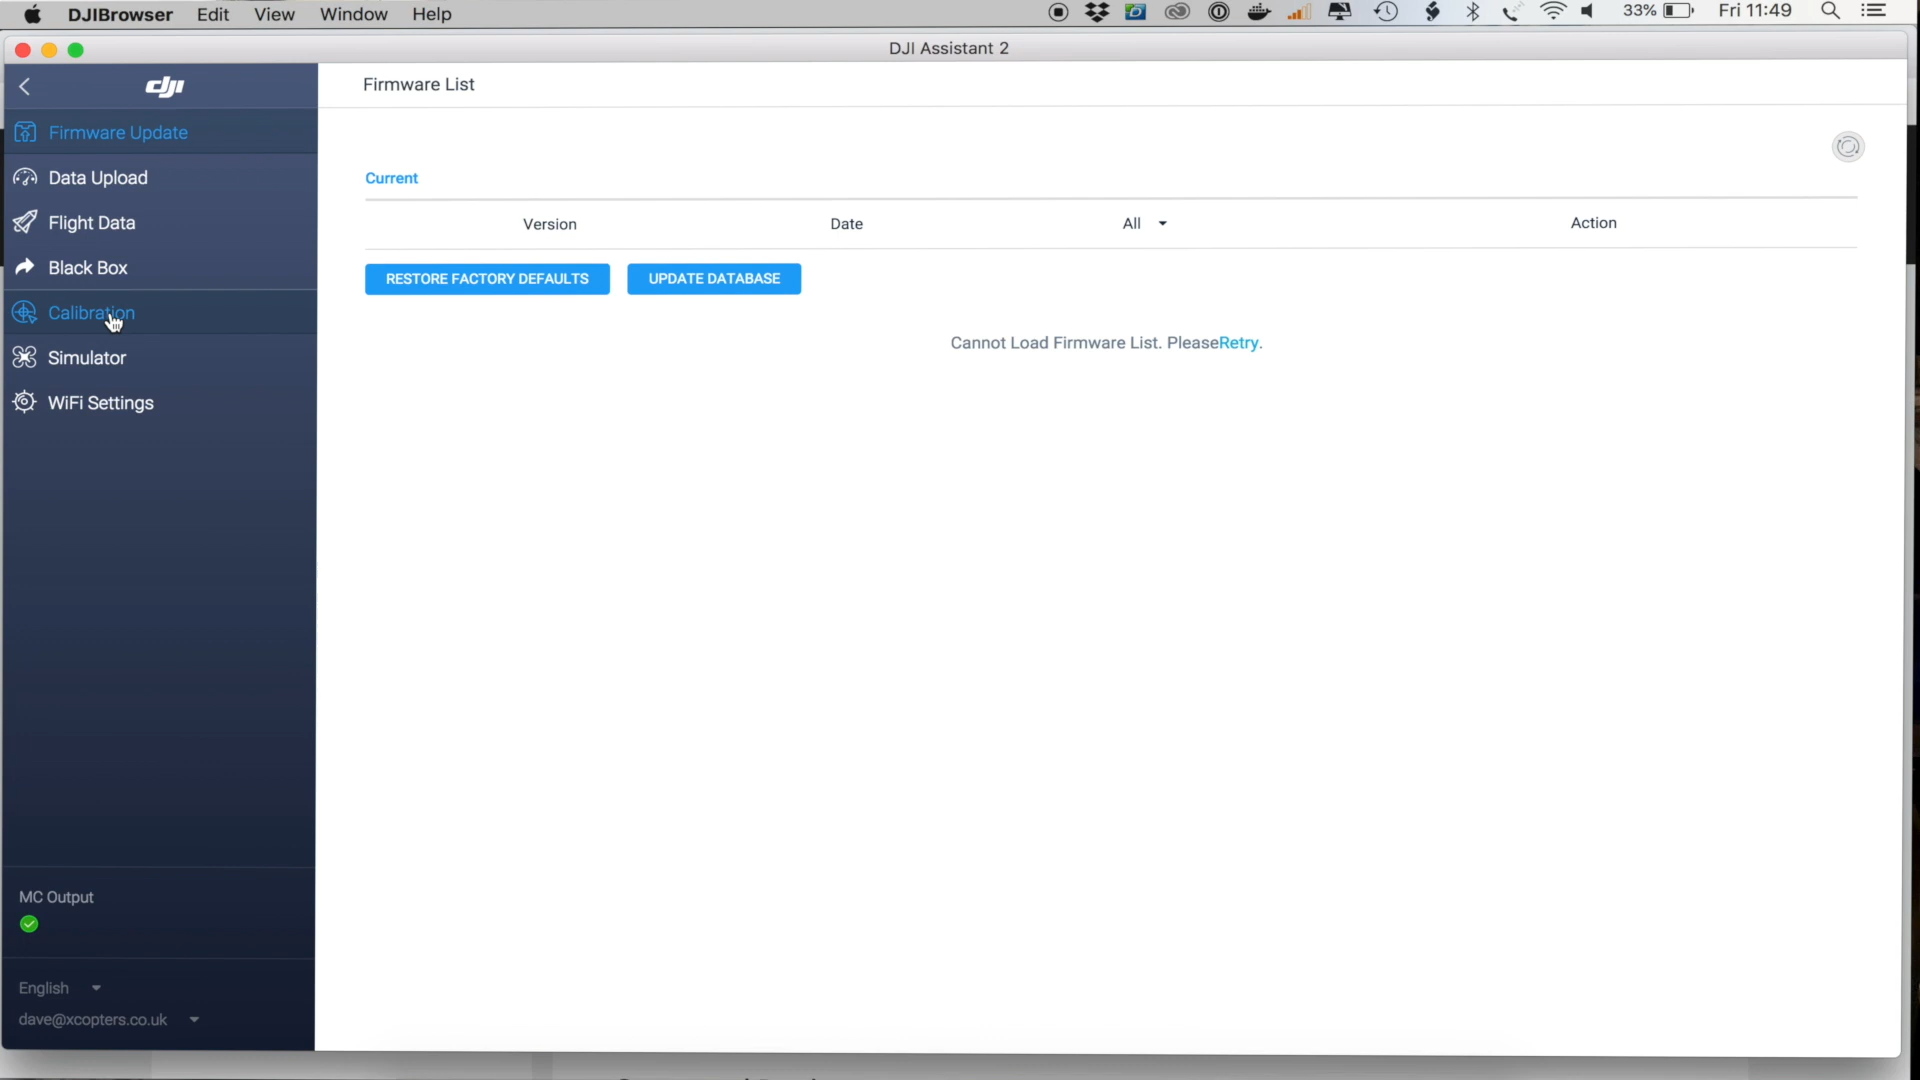 DJIBrowser Edit View Window Help 33% Fri 11:49
DJI Assistant 2
dji Firmware List
Firmware Update
Data Upload
Flight Data
Black Box
Calibration
Simulator
WiFi Settings
MC Output
English
dave@xcopters.co.uk
Current
Version Date All Action
RESTORE FACTORY DEFAULTS UPDATE DATABASE
Cannot Load Firmware List. PleaseRetry.